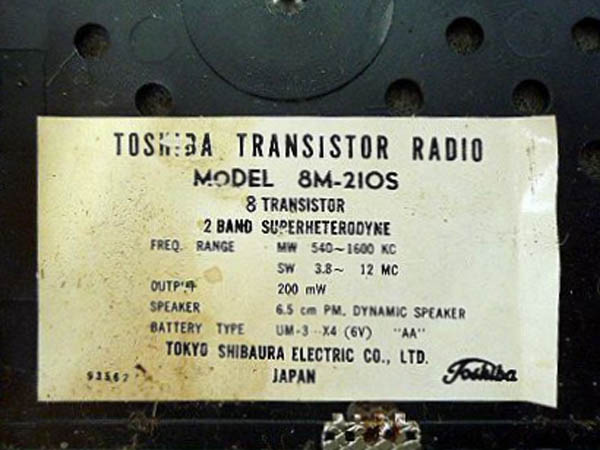 TOSHIBA TRANSISTOR RADIO
MODEL 8M-210S
8 TRANSISTOR
2 BAND SUPERHETERODYNE
FREQ. RANGE MW 540~1600 KC
SW 3.8~ 12 MC
OUTPUT 200 mW
SPEAKER 6.5 cm PM. DYNAMIC SPEAKER
BATTERY TYPE UM-3 X4 (6V) "AA"
TOKYO SHIBAURA ELECTRIC CO., LTD.
JAPAN
Toshiba